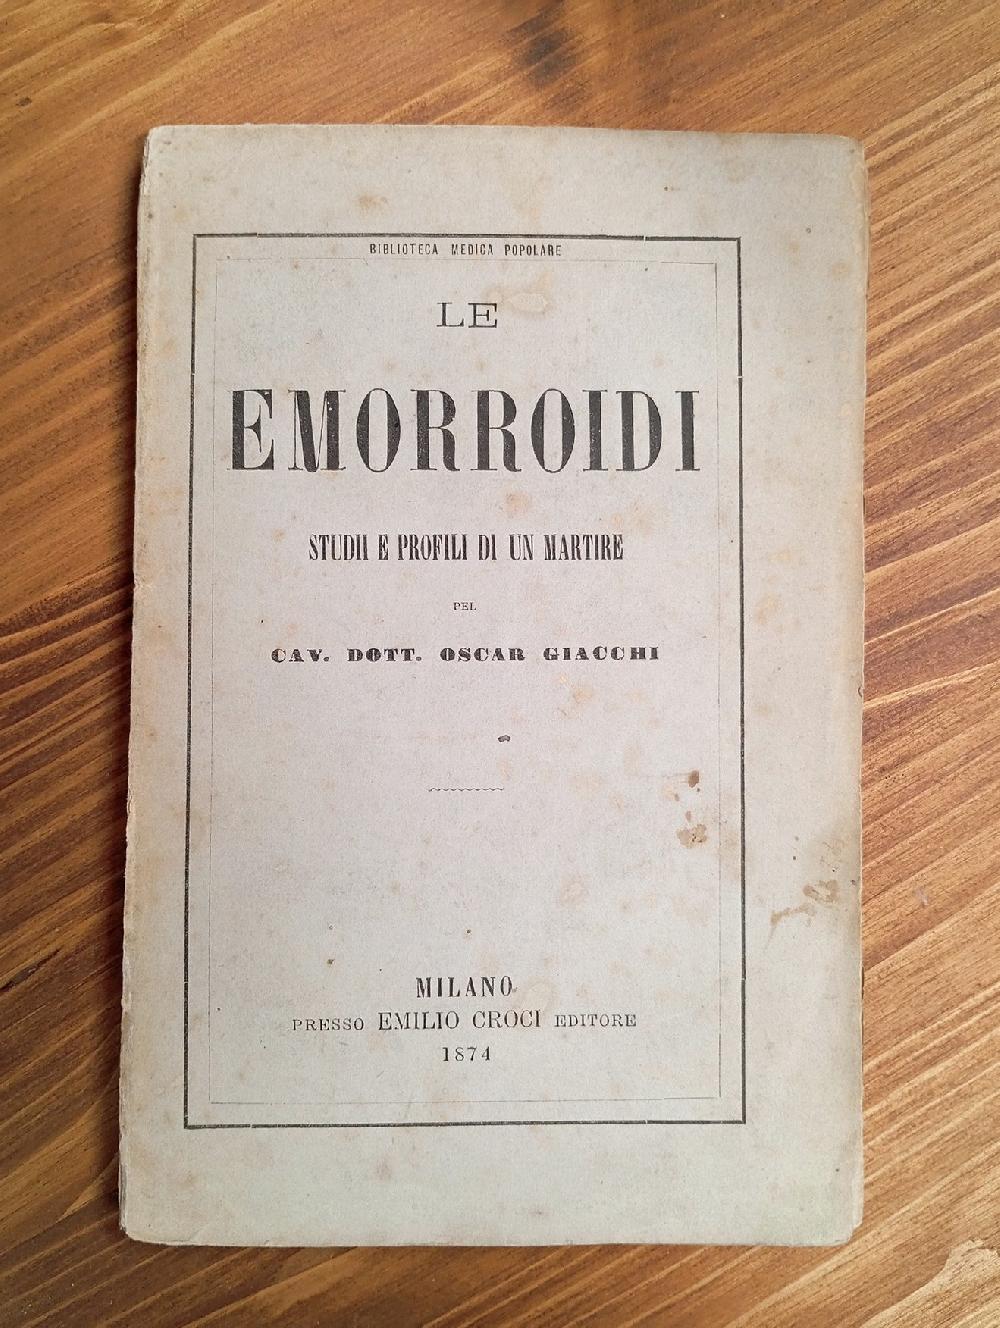 BIBLIOTECA MEDICA POPOLARE
LE
EMORROIDI
STUDII E PROFILI DI UN MARTIRE
PEL
CAV. DOTT. OSCAR GIACCHI
MILANO
PRESSO EMILIO CROCI EDITORE
1874